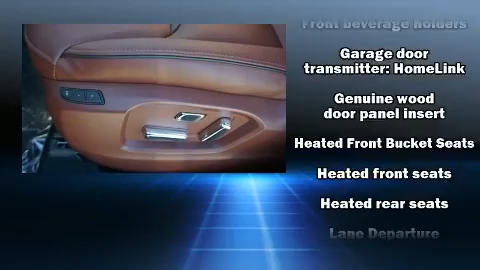 Front beverage holders
Garage door
transmitter: HomeLink
Genuine wood
door panel insert
Heated Front Bucket Seats
Heated front seats
Heated rear seats
Lane Departure